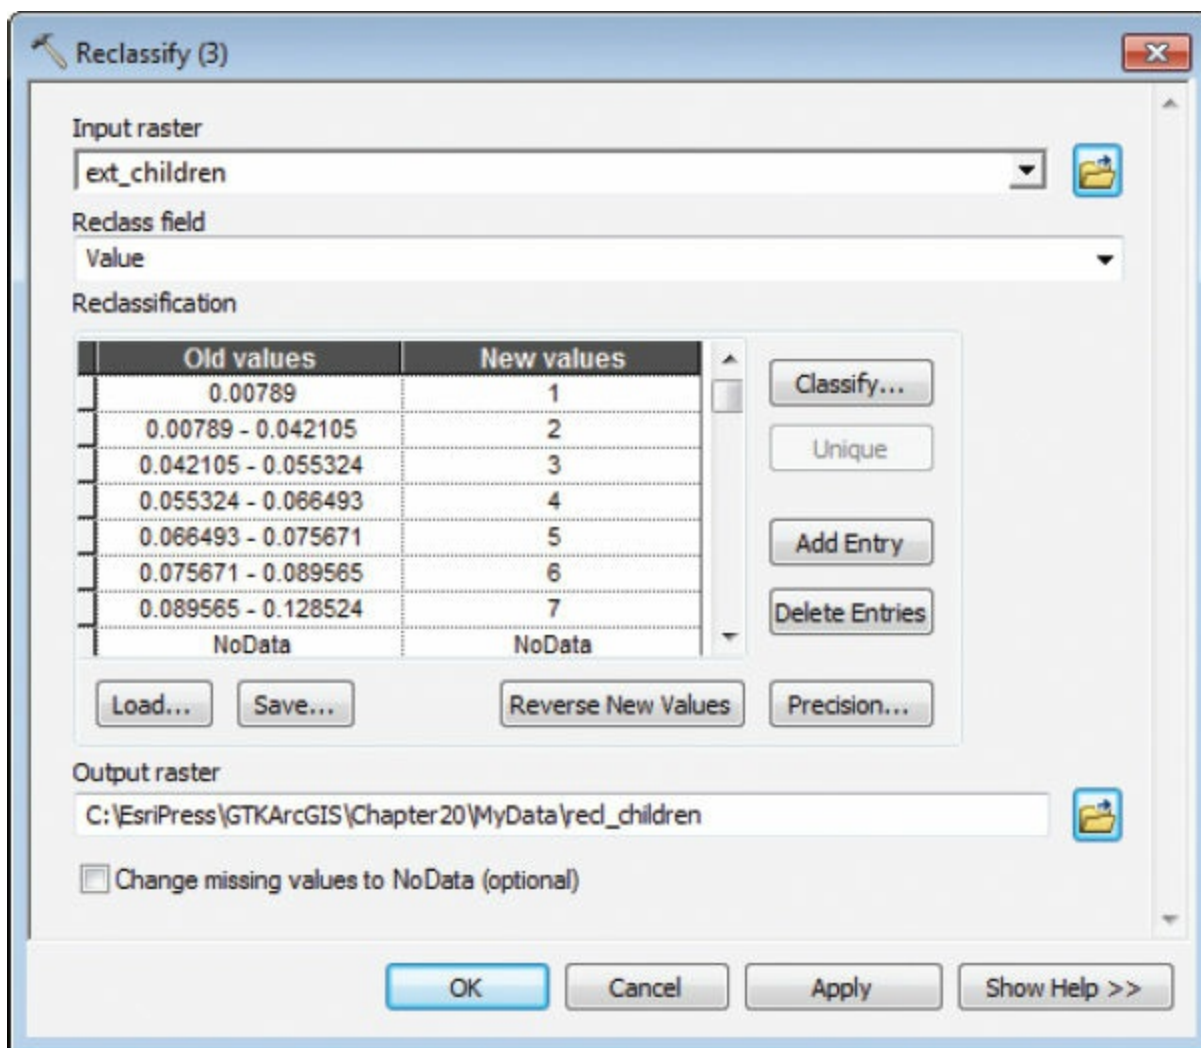 Reclassify (3)
Input raster
ext_children
Reclass field
Value
Reclassification
Old values New values
0.00789 1
0.00789 - 0.042105 2
0.042105 - 0.055324 3
0.055324 - 0.066493 4
0.066493 - 0.075671 5
0.075671 - 0.089565 6
0.089565 - 0.128524 7
NoData NoData
Classify...
Unique
Add Entry
Delete Entries
Load... Save... Reverse New Values Precision...
Output raster
C:\EsriPress\GTKArcGIS\Chapter20\MyData\recl_children
Change missing values to NoData (optional)
OK Cancel Apply Show Help >>